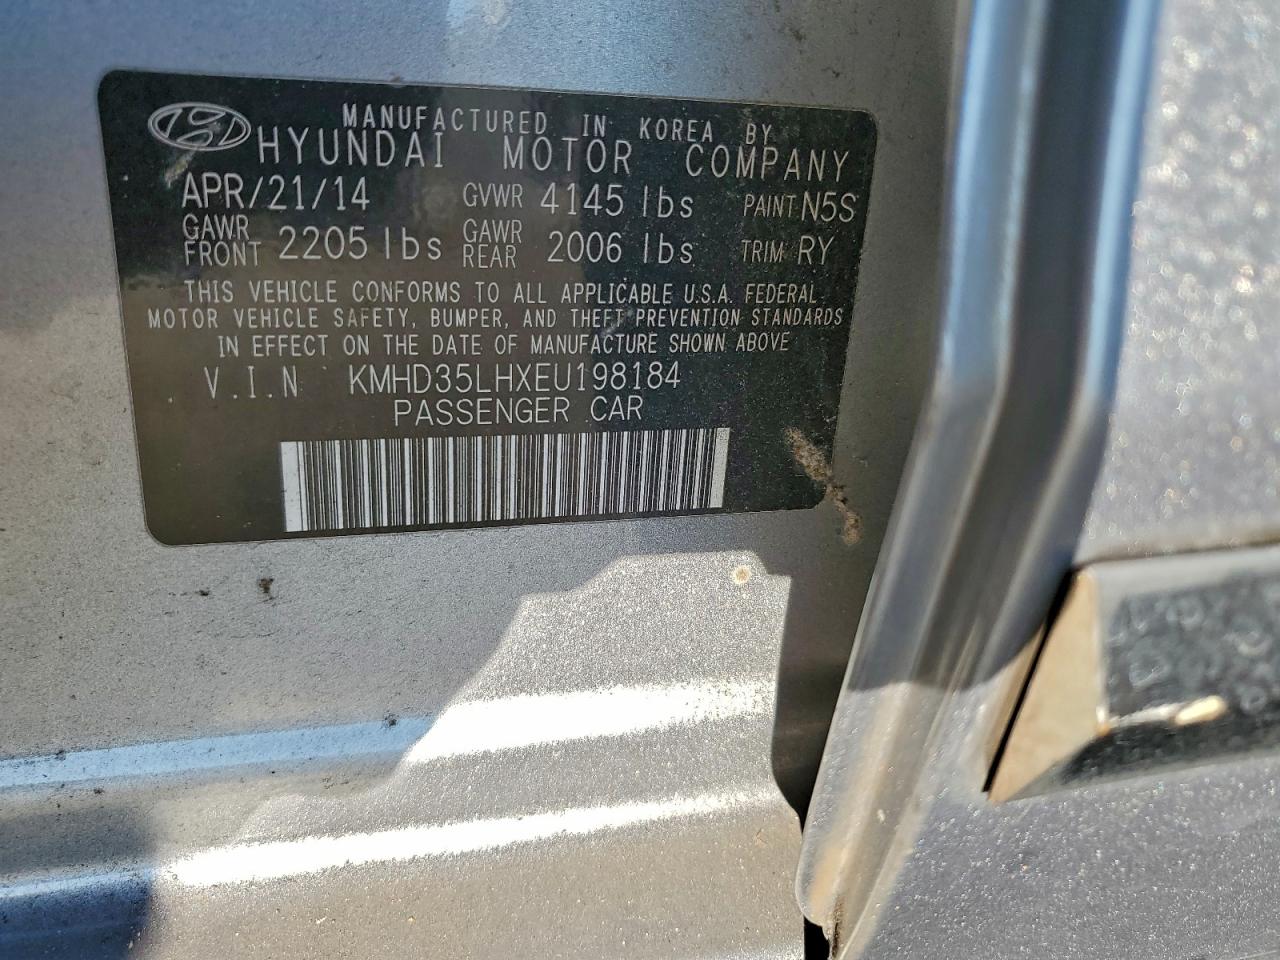 MANUFACTURED IN KOREA BY
HYUNDAI MOTOR COMPANY
APR/21/14 GVWR 4145 lbs PAINT N5S
GAWR FRONT 2205 lbs GAWR REAR 2006 lbs TRIM RY
THIS VEHICLE CONFORMS TO ALL APPLICABLE U.S.A. FEDERAL
MOTOR VEHICLE SAFETY, BUMPER, AND THEFT PREVENTION STANDARDS
IN EFFECT ON THE DATE OF MANUFACTURE SHOWN ABOVE
V.I.N KMHD35LHXEU198184
PASSENGER CAR